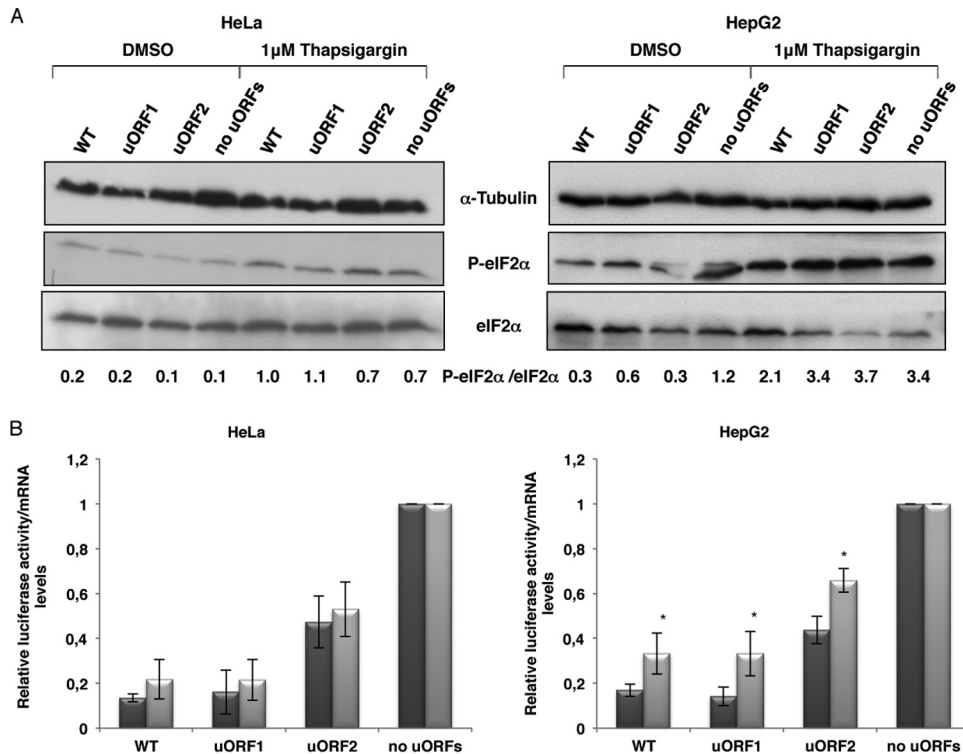 A
HeLa
HepG2
DMSO
1µM Thapsigargin
DMSO
1µM Thapsigargin
WT
uORF1
uORF2
no uORFs
WT
uORF1
uORF2
no uORFs
WT
uORF1
uORF2
no uORFs
WT
uORF1
uORF2
no uORFs
α-Tubulin
P-eIF2α
eIF2α
0.2 0.2 0.1 0.1 1.0 1.1 0.7 0.7 P-eIF2α/eIF2α 0.3 0.6 0.3 1.2 2.1 3.4 3.7 3.4
B
HeLa
Relative luciferase activity/mRNA
levels
1,2
1
0,8
0,6
0,4
0,2
0
WT uORF1 uORF2 no uORFs
HepG2
Relative luciferase activity/mRNA
levels
1,2
1
0,8
0,6
0,4
0,2
0
*
*
*
WT uORF1 uORF2 no uORFs